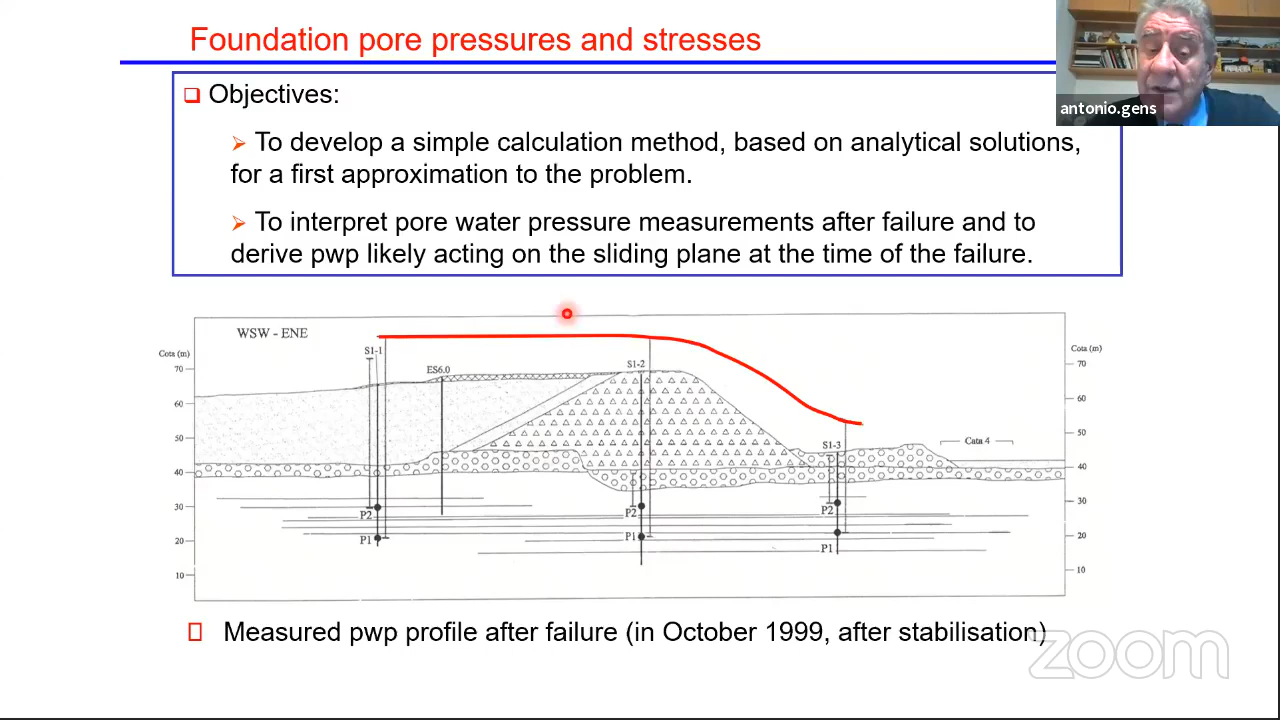 Foundation pore pressures and stresses
antonio.gens
Objectives:
To develop a simple calculation method, based on analytical solutions,
for a first approximation to the problem.
To interpret pore water pressure measurements after failure and to
derive pwp likely acting on the sliding plane at the time of the failure.
WSW - ENE
Cota (m)
70
60
50
40
30
20
10
S1-1
ES6.0
S1-2
S1-3
Cata 4
P2
P1
P2
P1
P2
P1
Cota (m)
70
60
50
40
30
20
10
Measured pwp profile after failure (in October 1999, after stabilisation)
zoom